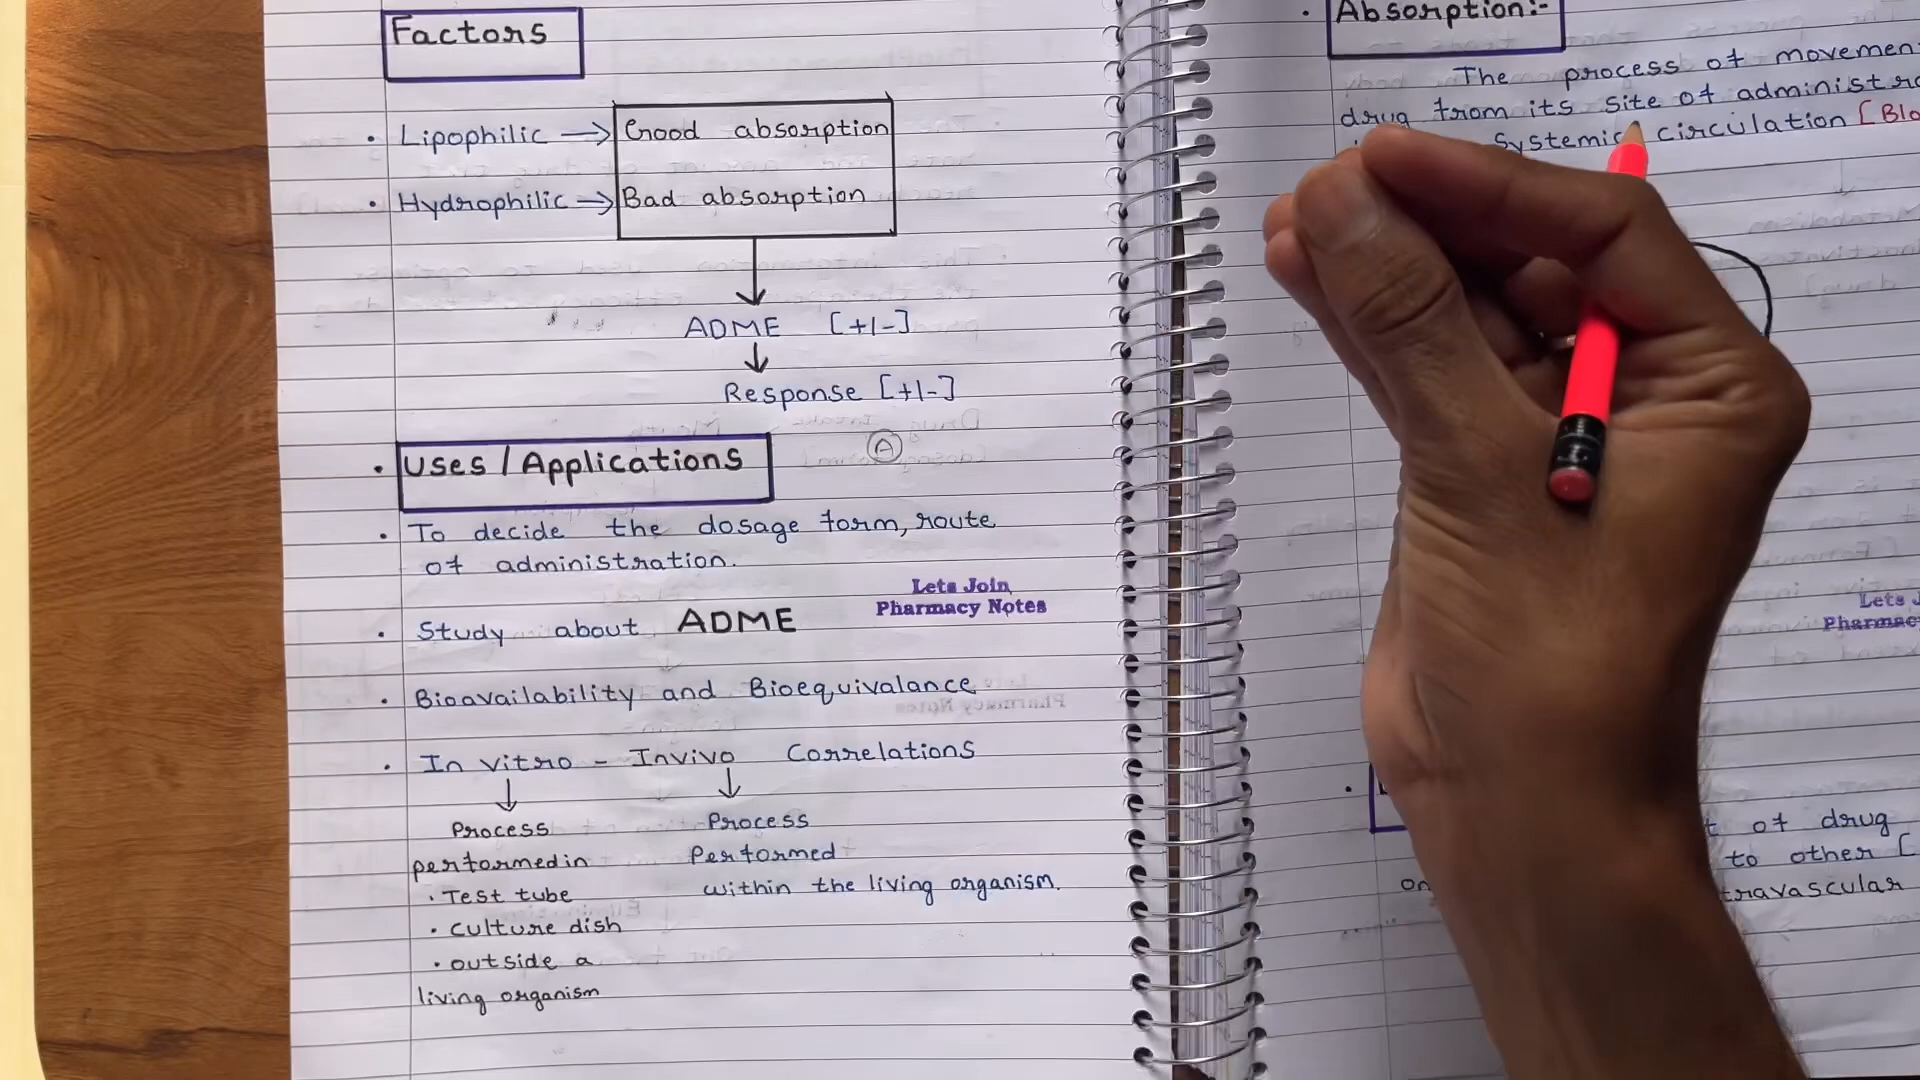 Factors
• Lipophilic → Good absorption
• Hydrophilic → Bad absorption
ADME [+/-]
Response [+/-]
A
• Uses / Applications
• To decide the dosage form, route
of administration.
Lets Join
Pharmacy Notes
• Study about ADME
• Bioavailability and Bioequivalance
• In vitro - Invivo Correlations
Process
performed in
• Test tube
• culture dish
• outside a
living organism
Process
Performed
within the living organism.
• Absorption:-
The process of movemen
drug from its site of administra
Systemic circulation [Blo
Lets J
Pharmac
t of drug
to other [
on travascular